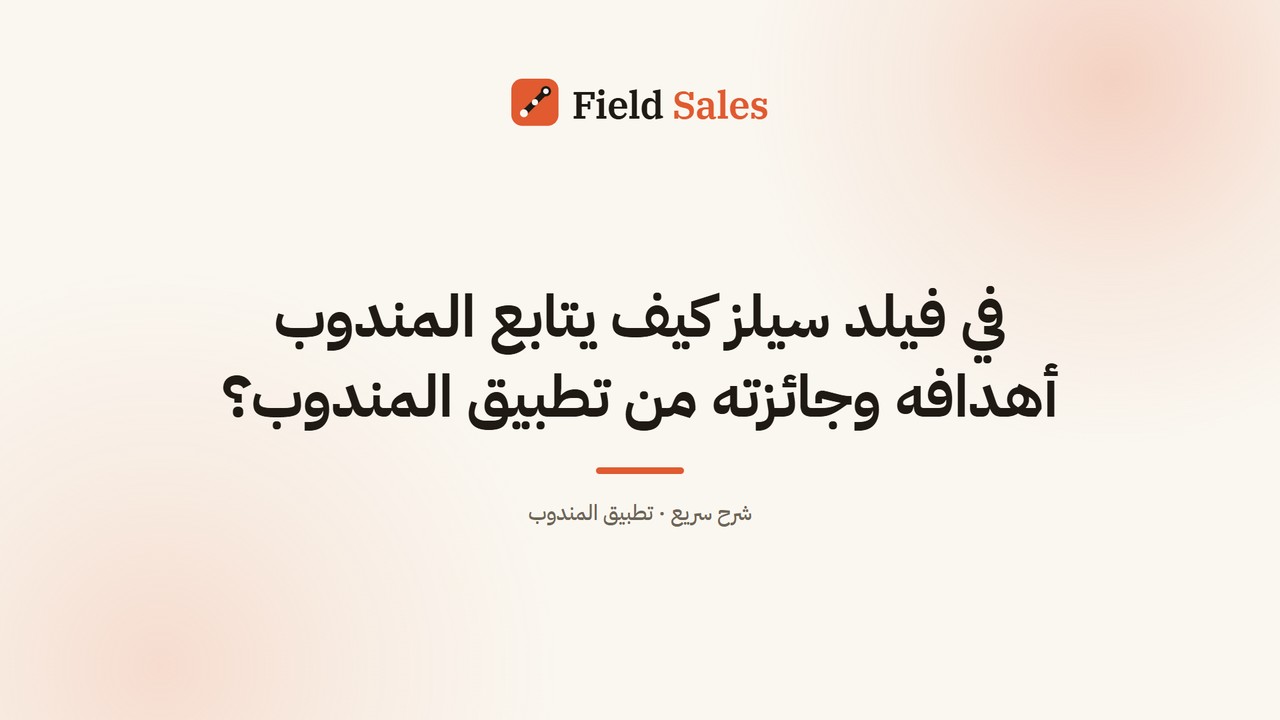 Field Sales
في فيلد سيلز كيف يتابع المندوب
أهدافه وجائزته من تطبيق المندوب؟
شرح سريع · تطبيق المندوب